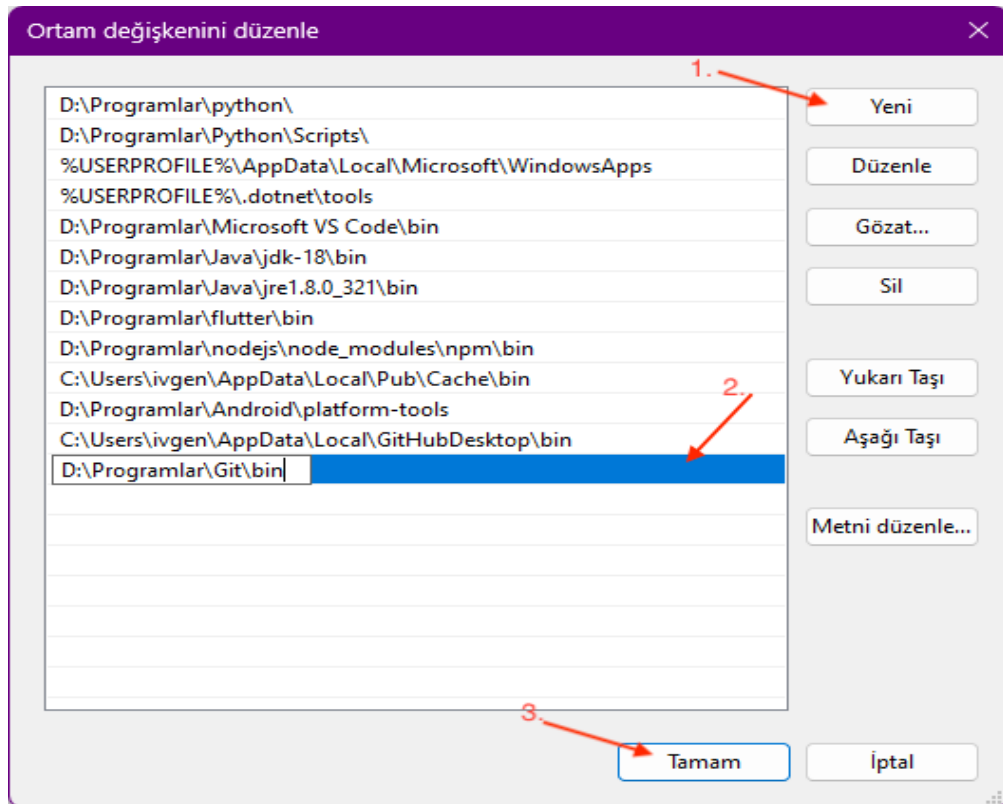 Ortam değişkenini düzenle
1.
D:\Programlar\python\
Yeni
D:\Programlar\Python\Scripts\
%USERPROFILE%\AppData\Local\Microsoft\WindowsApps
Düzenle
%USERPROFILE%\.dotnet\tools
D:\Programlar\Microsoft VS Code\bin
Gözat...
D:\Programlar\Java\jdk-18\bin
D:\Programlar\Java\jre1.8.0_321\bin
Sil
D:\Programlar\flutter\bin
D:\Programlar\nodejs\node_modules\npm\bin
C:\Users\ivgen\AppData\Local\Pub\Cache\bin
2.
Yukarı Taşı
D:\Programlar\Android\platform-tools
C:\Users\ivgen\AppData\Local\GitHubDesktop\bin
Aşağı Taşı
D:\Programlar\Git\bin
Metni düzenle...
3.
Tamam
İptal